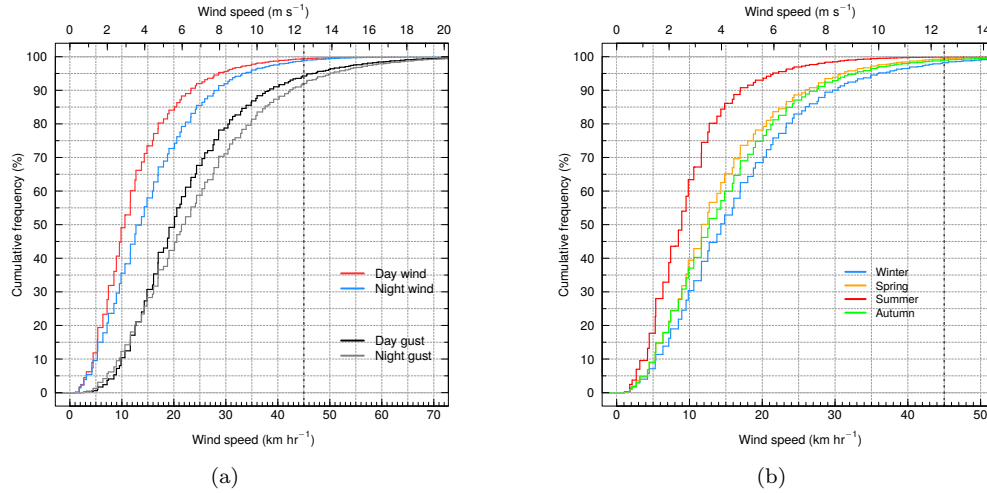 Wind speed (m s−1)
0 2 4 6 8 10 12 14 16 18 20
Cumulative frequency (%)
100
90
80
70
60
50
40
30
20
10
0
Day wind
Night wind
Day gust
Night gust
0 10 20 30 40 50 60 70
Wind speed (km hr−1)
(a)
Wind speed (m s−1)
0 2 4 6 8 10 12 14
Cumulative frequency (%)
100
90
80
70
60
50
40
30
20
10
0
Winter
Spring
Summer
Autumn
0 10 20 30 40 50
Wind speed (km hr−1)
(b)